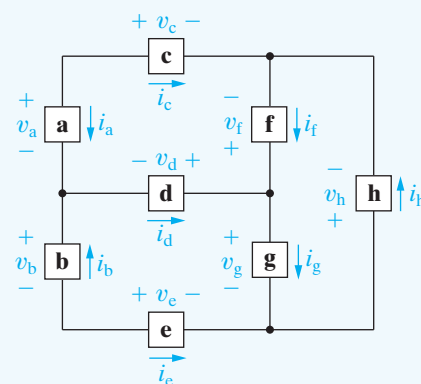 + v_c −
c
i_c
+
v_a
−
a
i_a
−
v_f
+
f
i_f
− v_d +
d
i_d
−
v_h
+
h
i_h
+
v_b
−
b
i_b
+
v_g
−
g
i_g
+ v_e −
e
i_e